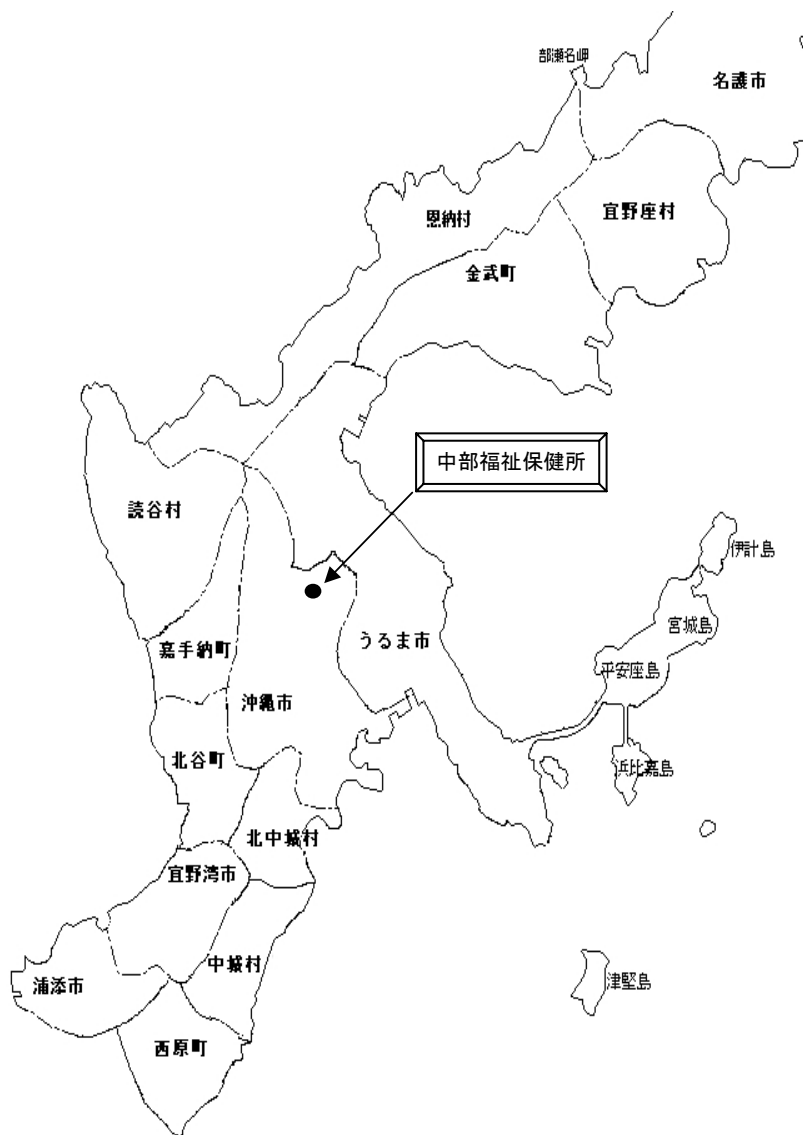 部瀬名岬
名護市
恩納村
宜野座村
金武町
中部福祉保健所
読谷村
伊計島
宮城島
嘉手納町
うるま市
平安座島
沖縄市
北谷町
浜比嘉島
北中城村
宜野湾市
中城村
浦添市
津堅島
西原町